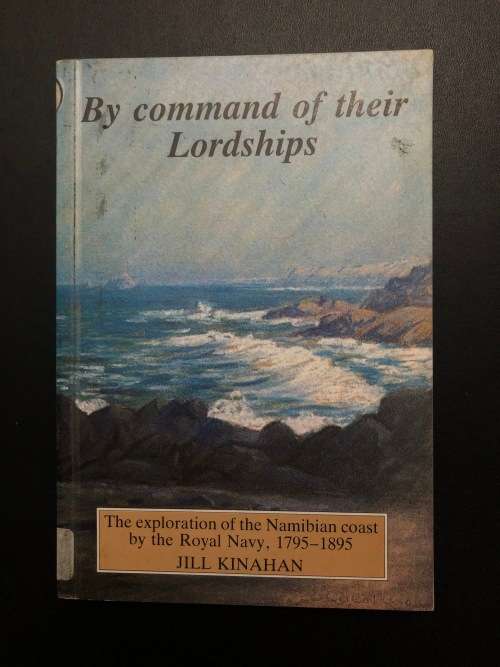 By command of their
Lordships
The exploration of the Namibian coast
by the Royal Navy, 1795–1895
JILL KINAHAN